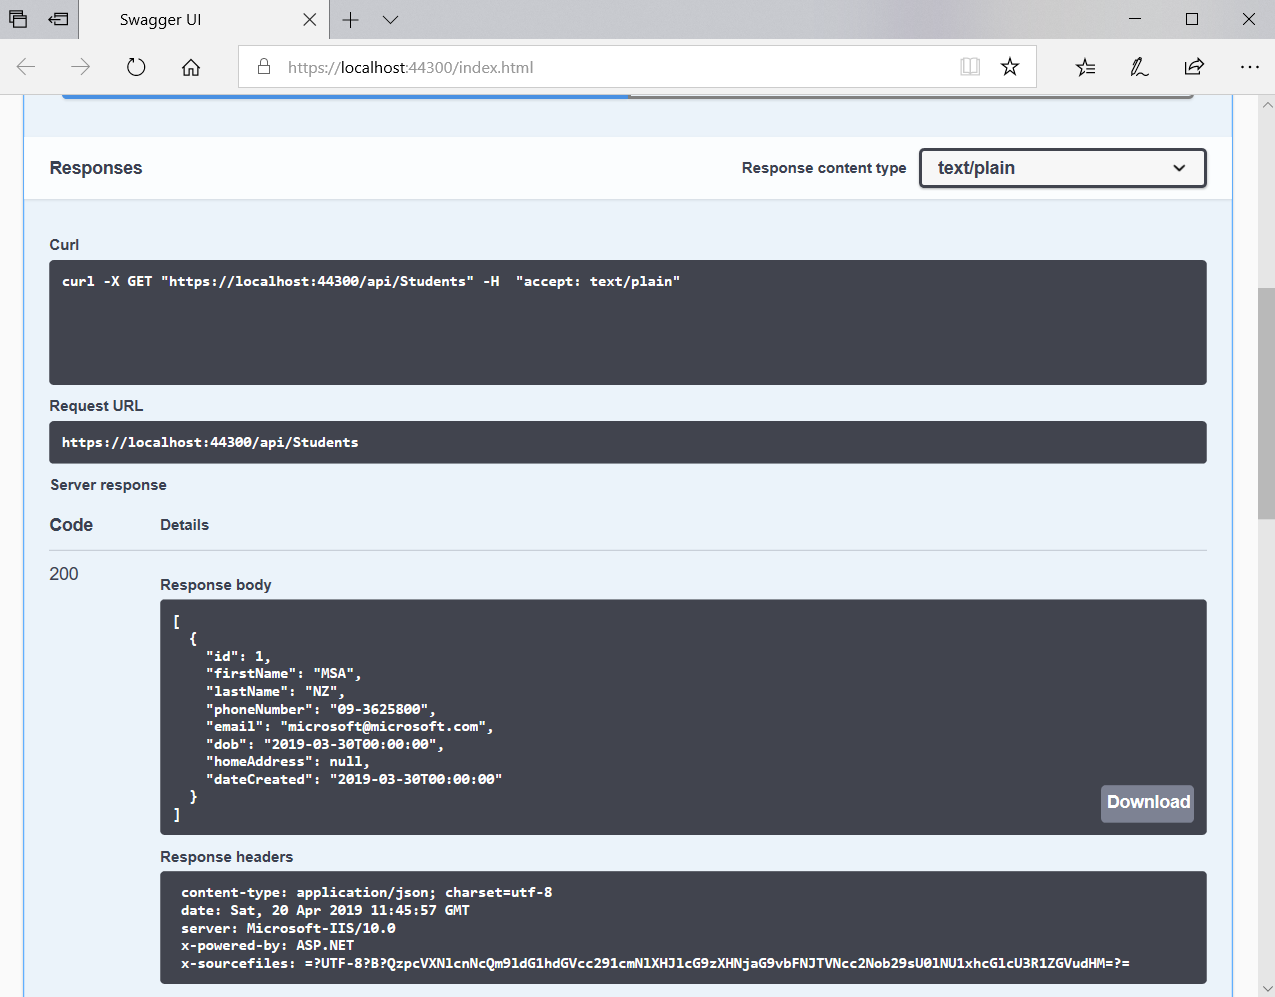 Swagger UI
https://localhost:44300/index.html
Responses
Response content type
text/plain
Curl
curl -X GET "https://localhost:44300/api/Students" -H  "accept: text/plain"
Request URL
https://localhost:44300/api/Students
Server response
Code Details
200
Response body
[
  {
    "id": 1,
    "firstName": "MSA",
    "lastName": "NZ",
    "phoneNumber": "09-3625800",
    "email": "microsoft@microsoft.com",
    "dob": "2019-03-30T00:00:00",
    "homeAddress": null,
    "dateCreated": "2019-03-30T00:00:00"
  }
]
Download
Response headers
content-type: application/json; charset=utf-8
date: Sat, 20 Apr 2019 11:45:57 GMT
server: Microsoft-IIS/10.0
x-powered-by: ASP.NET
x-sourcefiles: